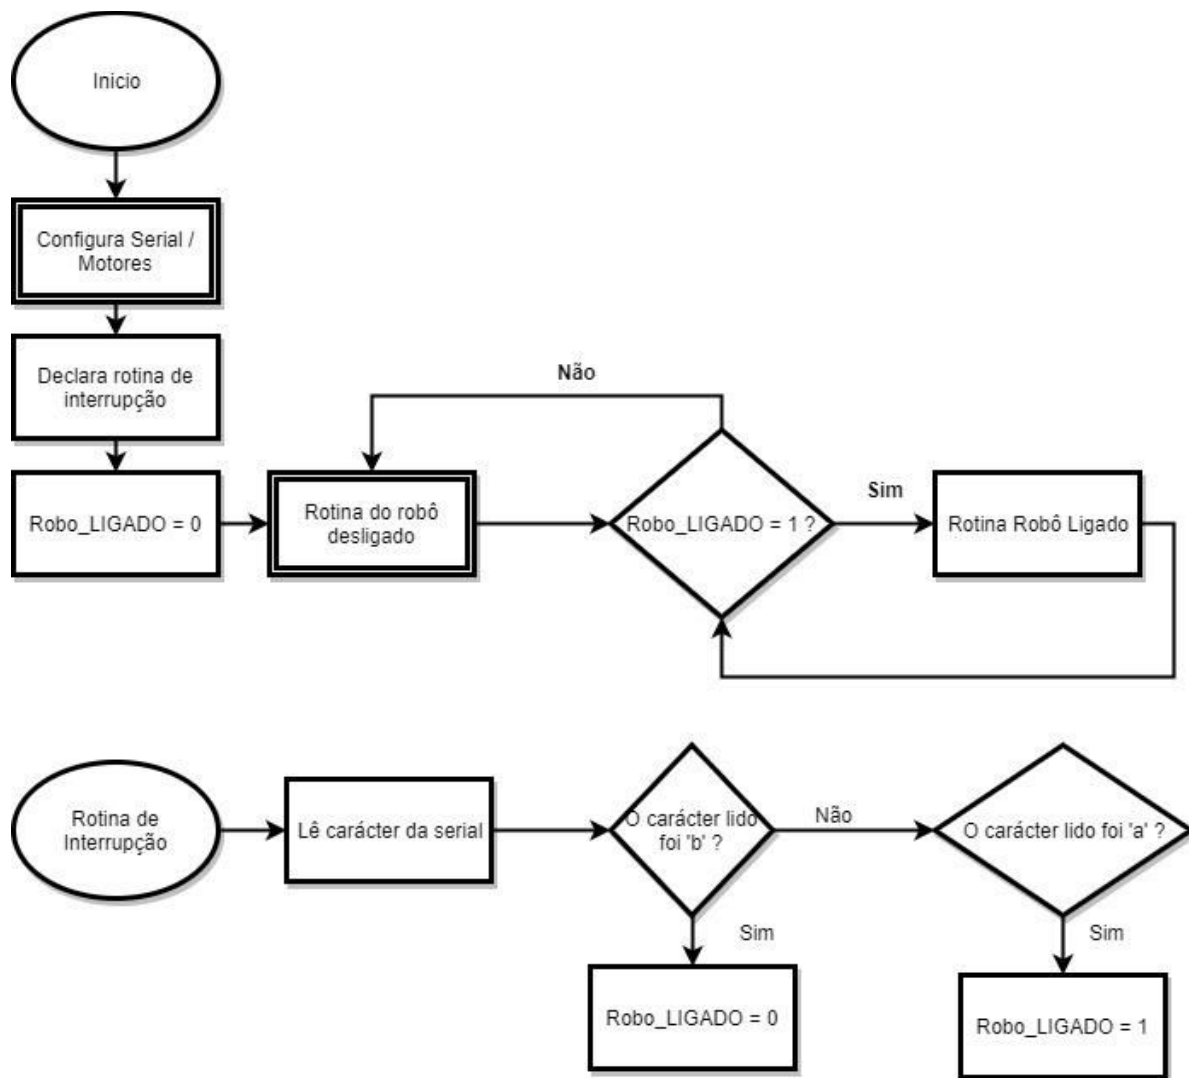 Inicio
Configura Serial /
Motores
Declara rotina de
interrupção
Robo_LIGADO = 0
Rotina do robô
desligado
Não
Robo_LIGADO = 1 ?
Sim
Rotina Robô Ligado
Rotina de
Interrupção
Lê carácter da serial
O carácter lido
foi 'b' ?
Não
O carácter lido foi 'a' ?
Sim
Robo_LIGADO = 0
Sim
Robo_LIGADO = 1